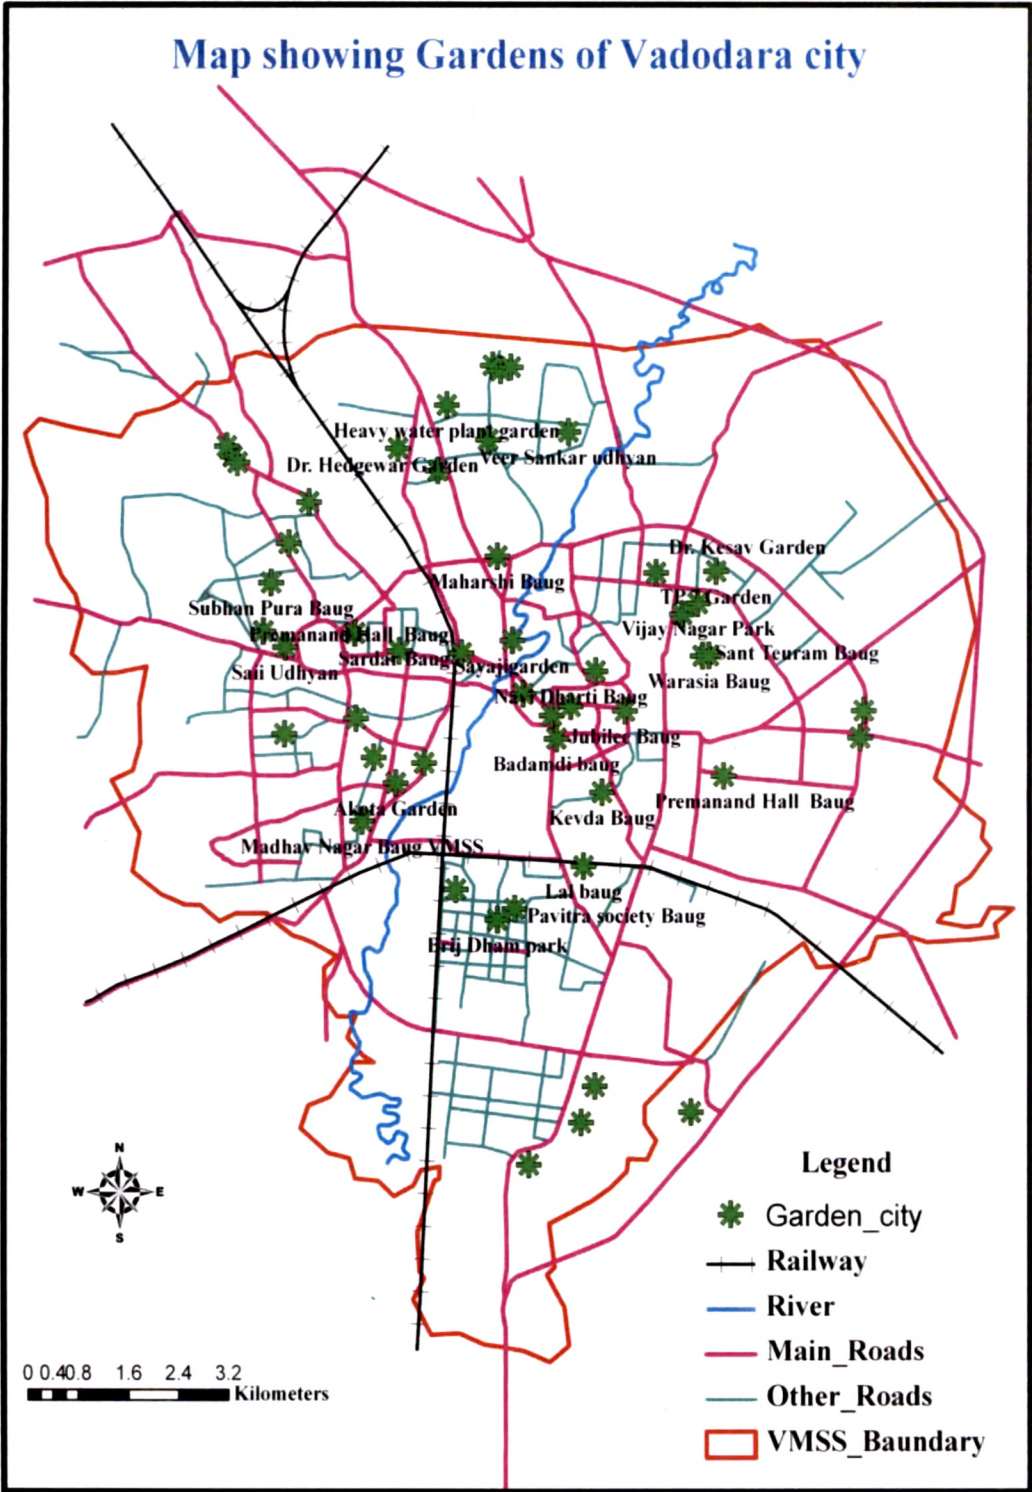 Map showing Gardens of Vadodara city
Heavy water plant garden
Veer Sankar udhyan
Dr. Hedgewar Garden
Dr. Kesav Garden
Maharshi Baug
TP 7 Garden
Subhan Pura Baug
Vijay Nagar Park
Premanand Hall Baug
Sardar Baug
Sayajigarden
Sant Teuram Baug
Saii Udhyan
Warasia Baug
Navi Dharti Baug
Jubilee Baug
Badamdi baug
Akota Garden
Kevda Baug
Premanand Hall Baug
Madhav Nagar Baug VMSS
Lal baug
Pavitra society Baug
Brij Dham park
N
W E
S
Legend
Garden_city
Railway
River
Main_Roads
Other_Roads
VMSS_Baundary
0 0.40.8 1.6 2.4 3.2
Kilometers